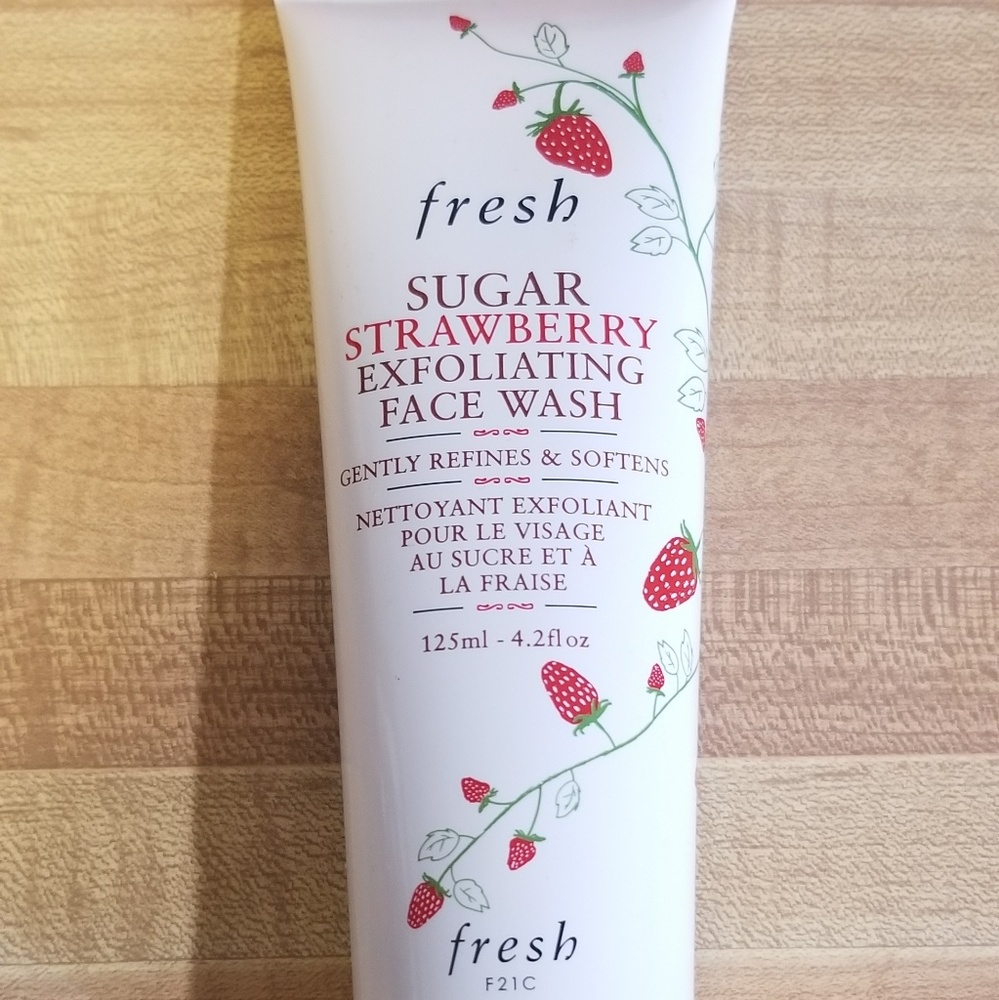 fresh
SUGAR
STRAWBERRY
EXFOLIATING
FACE WASH
GENTLY REFINES & SOFTENS
NETTOYANT EXFOLIANT
POUR LE VISAGE
AU SUCRE ET À
LA FRAISE
125ml - 4.2fl oz
fresh
F21C